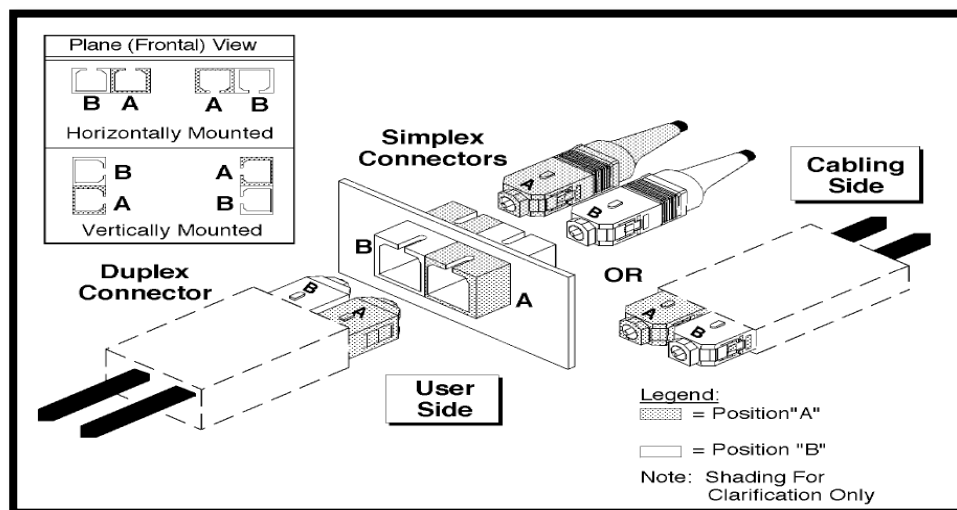 Plane (Frontal) View
B A
A B
Horizontally Mounted
B
A
A
B
Vertically Mounted
Simplex
Connectors
A
B
Cabling
Side
B
A
OR
Duplex
Connector
B
A
A
B
User
Side
Legend:
= Position"A"
= Position "B"
Note: Shading For
Clarification Only